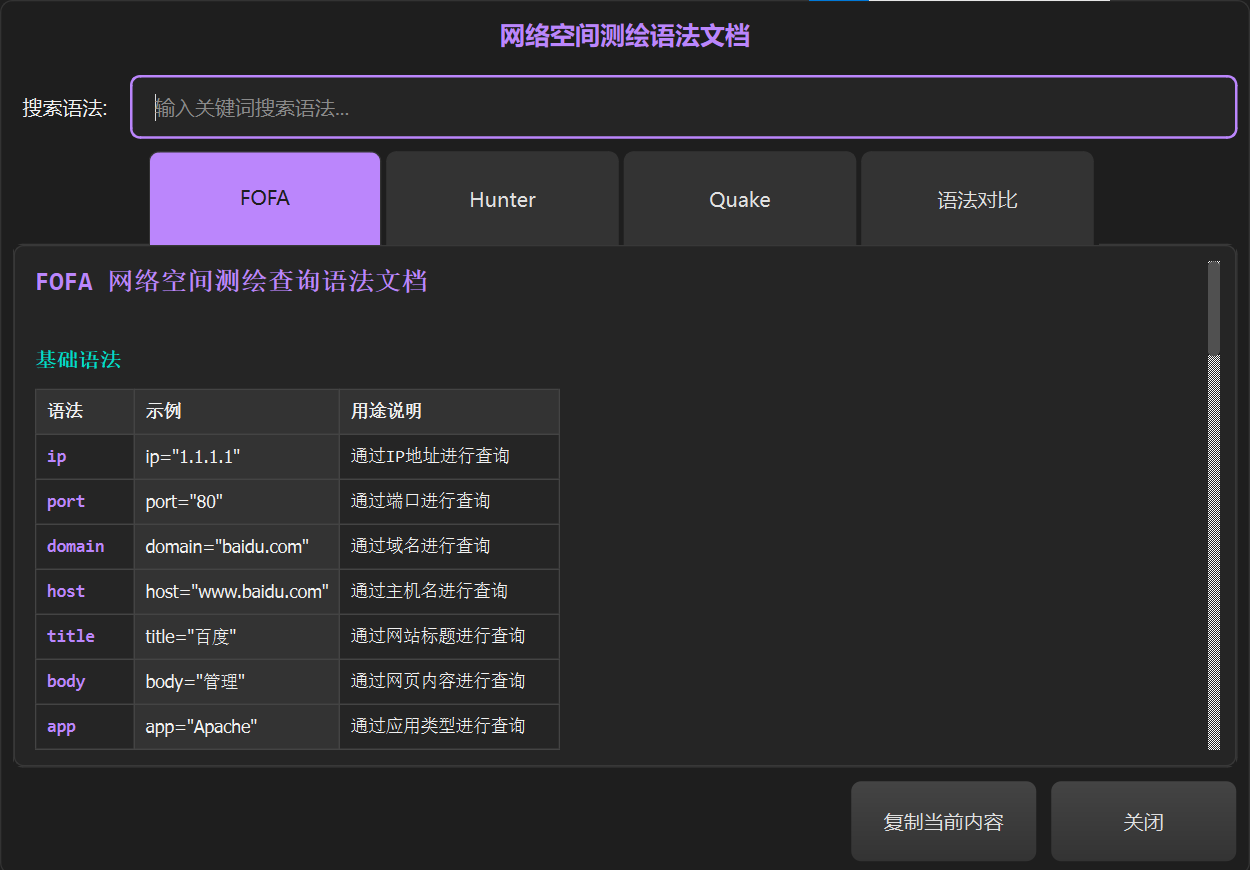 网络空间测绘语法文档
搜索语法: 输入关键词搜索语法...
FOFA Hunter Quake 语法对比
FOFA 网络空间测绘查询语法文档
基础语法
语法 示例 用途说明
ip ip="1.1.1.1" 通过IP地址进行查询
port port="80" 通过端口进行查询
domain domain="baidu.com" 通过域名进行查询
host host="www.baidu.com" 通过主机名进行查询
title title="百度" 通过网站标题进行查询
body body="管理" 通过网页内容进行查询
app app="Apache" 通过应用类型进行查询
复制当前内容 关闭